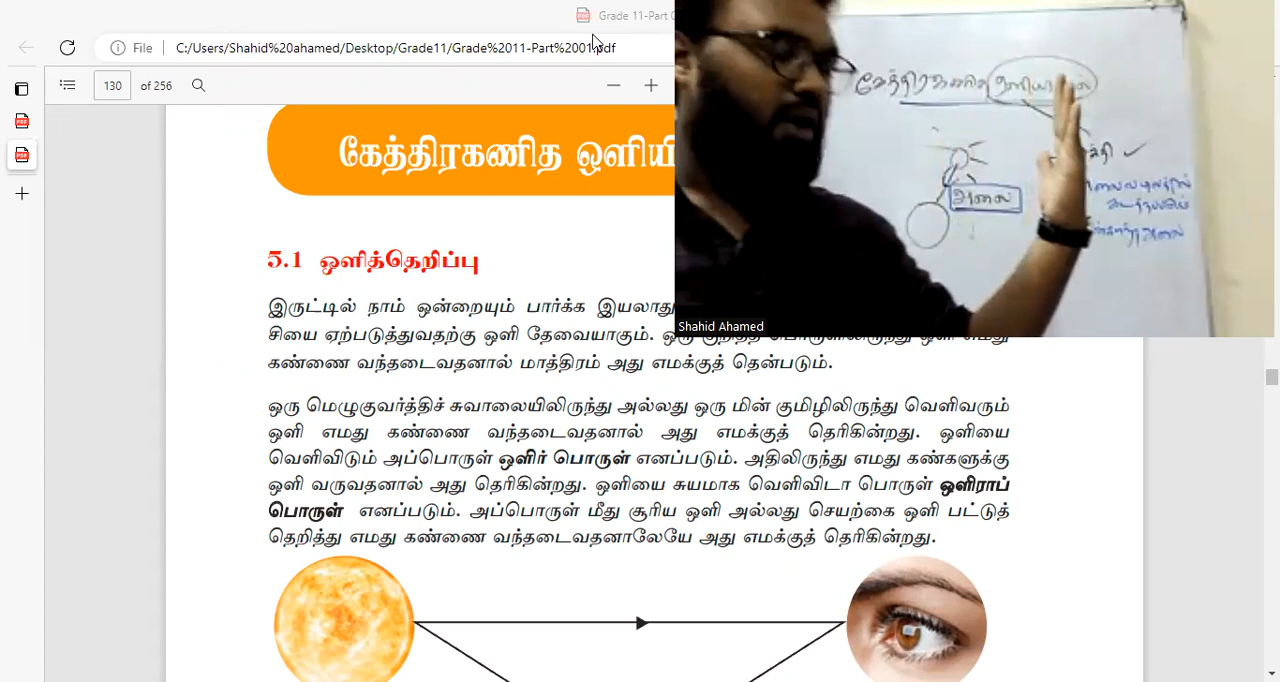 Grade 11-Part 0
File
C:/Users/Shahid%20ahamed/Desktop/Grade11/Grade%2011-Part%2001.pdf
130 of 256
கேத்திரகணித ஒளியி
5.1 ஒளித்தெறிப்பு
இருட்டில் நாம் ஒன்றையும் பார்க்க இயலாது
சியை ஏற்படுத்துவதற்கு ஒளி தேவையாகும்.
கண்ணை வந்தடைவதனால் மாத்திரம் அது எமக்குத் தென்படும்.
ஒரு மெழுகுவர்த்திச் சுவாலையிலிருந்து அல்லது ஒரு மின் குமிழிலிருந்து வெளிவரும்
ஒளி எமது கண்ணை வந்தடைவதனால் அது எமக்குத் தெரிகின்றது. ஒளியை
வெளிவிடும் அப்பொருள் ஒளிர் பொருள் எனப்படும். அதிலிருந்து எமது கண்களுக்கு
ஒளி வருவதனால் அது தெரிகின்றது. ஒளியை சுயமாக வெளிவிடா பொருள் ஒளிராப்
பொருள் எனப்படும். அப்பொருள் மீது சூரிய ஒளி அல்லது செயற்கை ஒளி பட்டுத்
தெறித்து எமது கண்ணை வந்தடைவதனாலேயே அது எமக்குத் தெரிகின்றது.
கேத்திரகணித
அலை
Shahid Ahamed